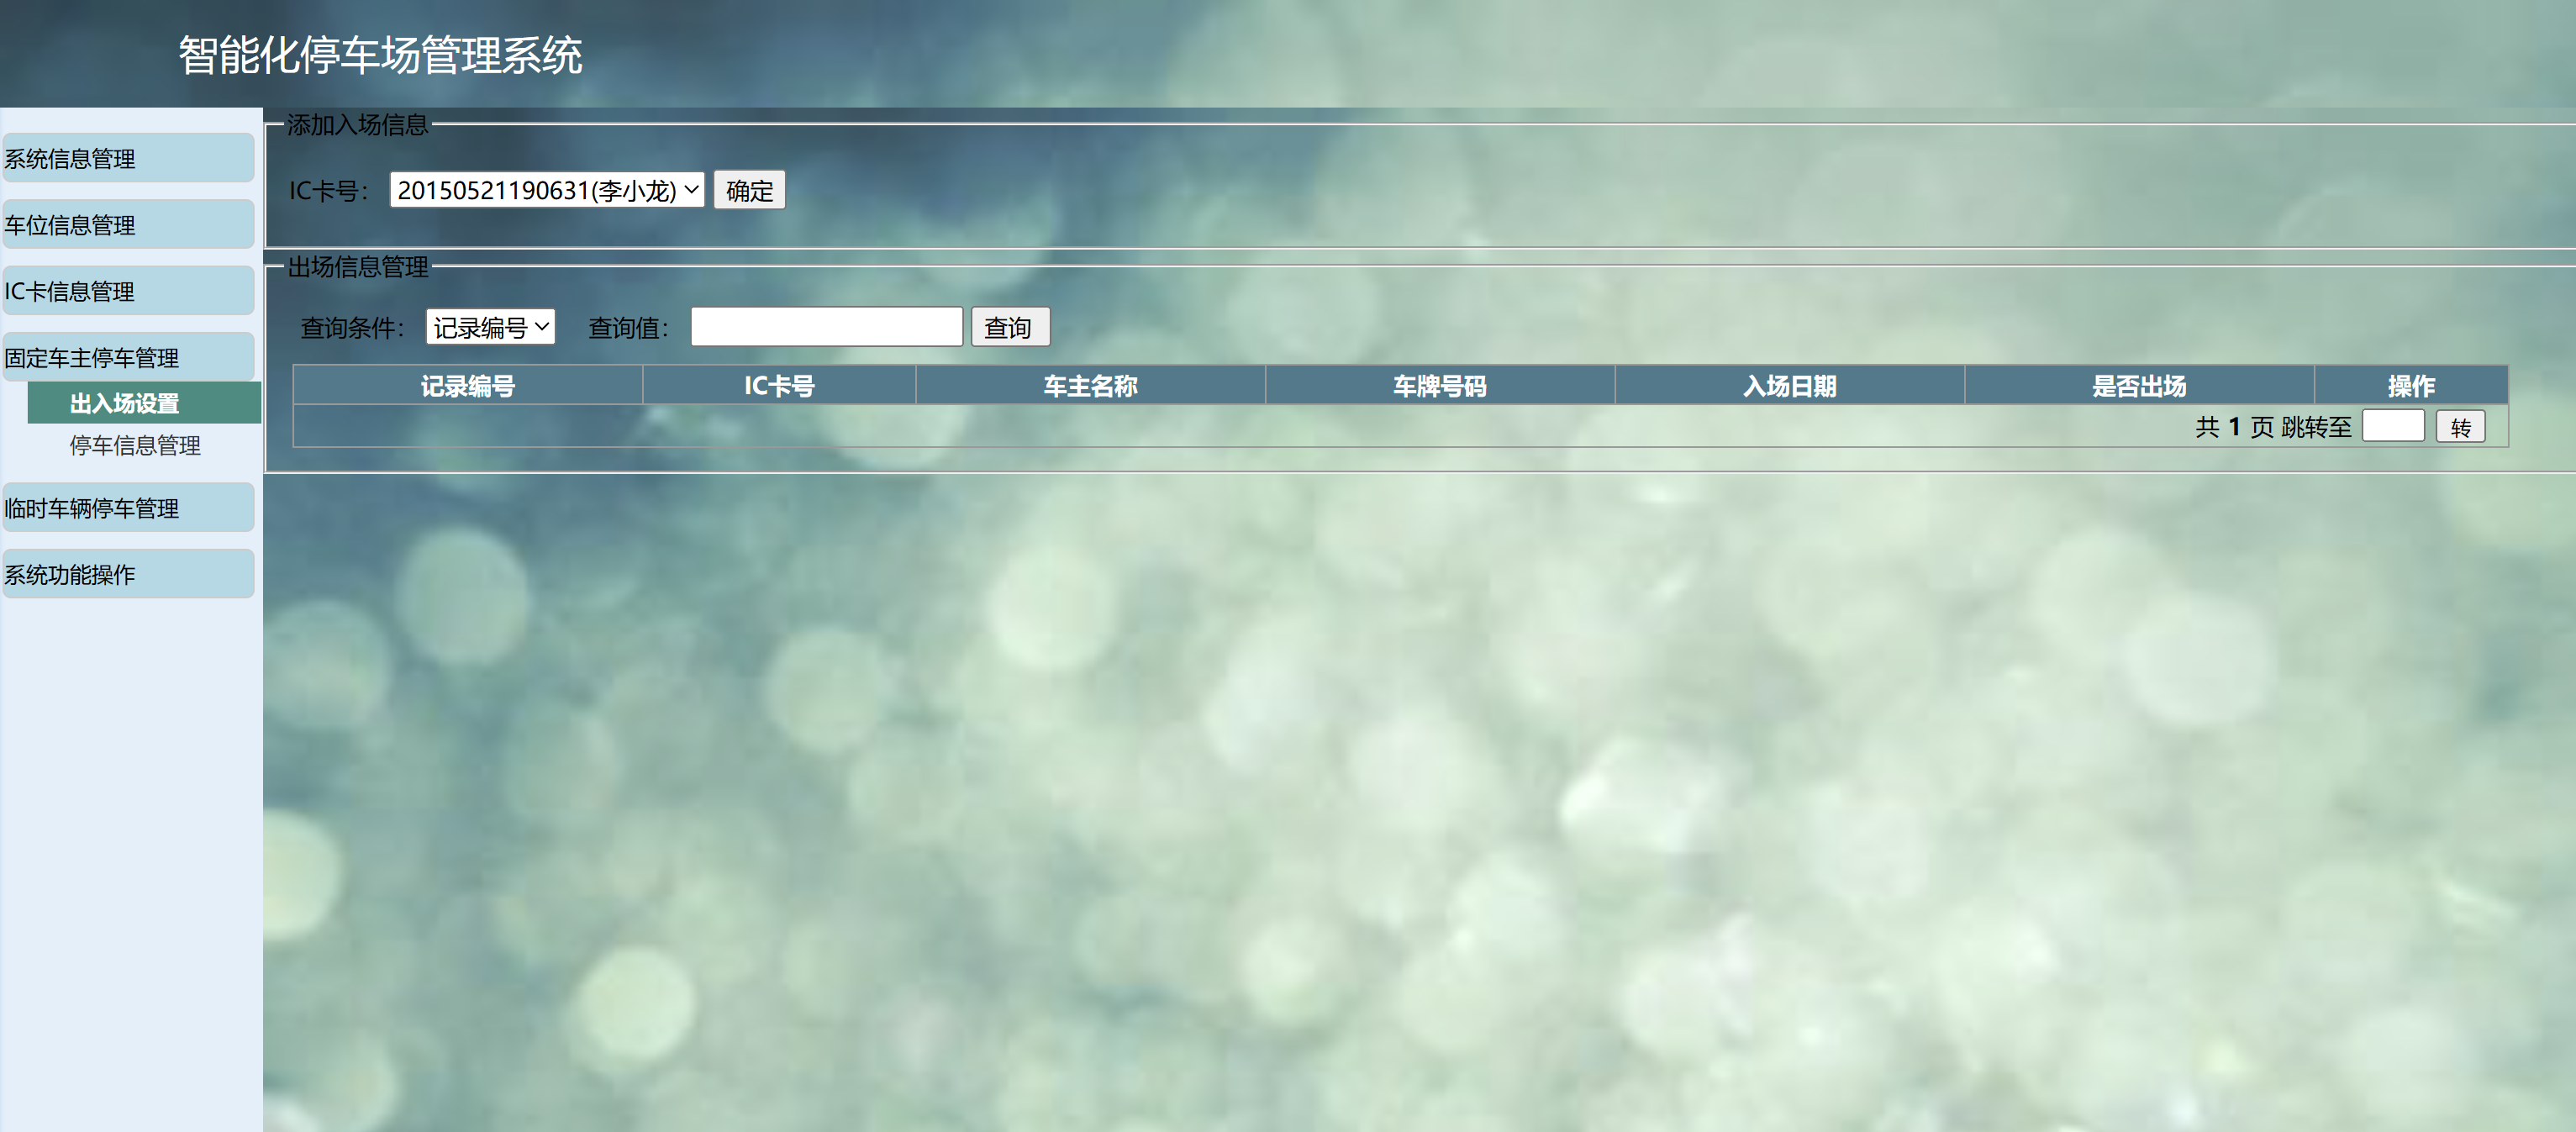 智能化停车场管理系统
系统信息管理
车位信息管理
IC卡信息管理
固定车主停车管理
出入场设置
停车信息管理
临时车辆停车管理
系统功能操作
添加入场信息
IC卡号： 20150521190631(李小龙) 确定
出场信息管理
查询条件： 记录编号 查询值： 查询
记录编号 IC卡号 车主名称 车牌号码 入场日期 是否出场 操作
共 1 页 跳转至 转